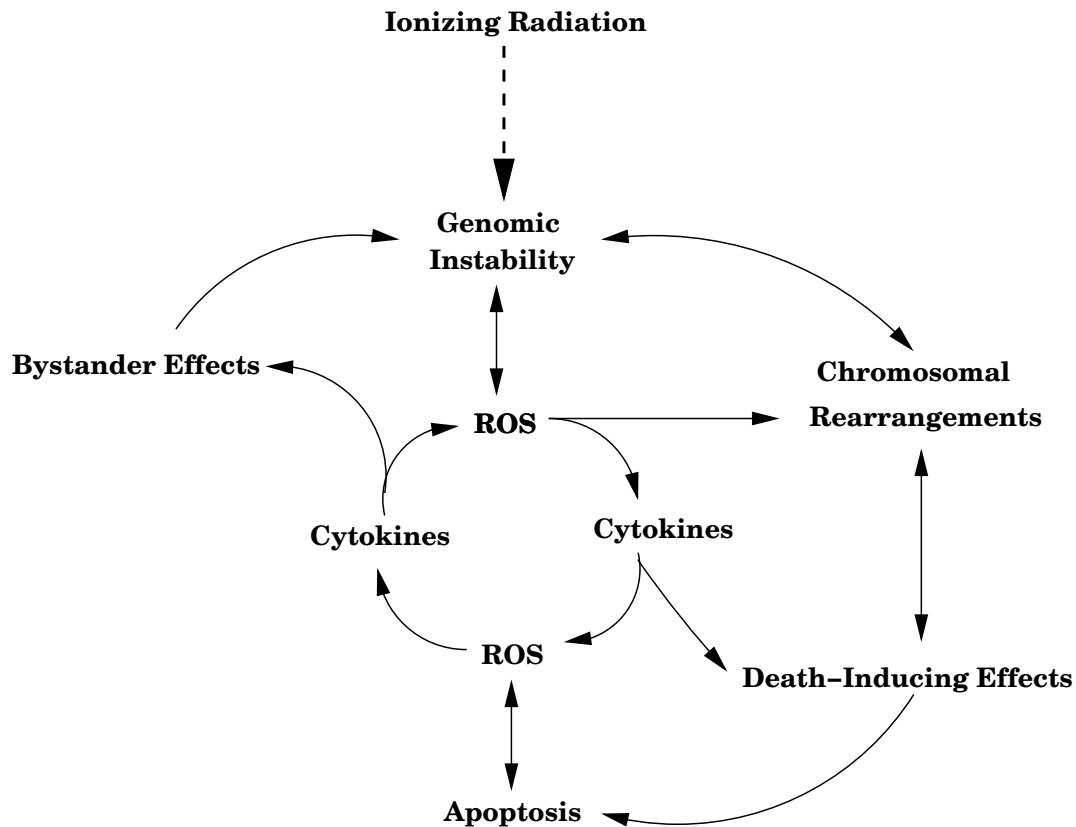 Ionizing Radiation
Genomic
Instability
Bystander Effects
Chromosomal
Rearrangements
ROS
Cytokines
Cytokines
ROS
Death−Inducing Effects
Apoptosis